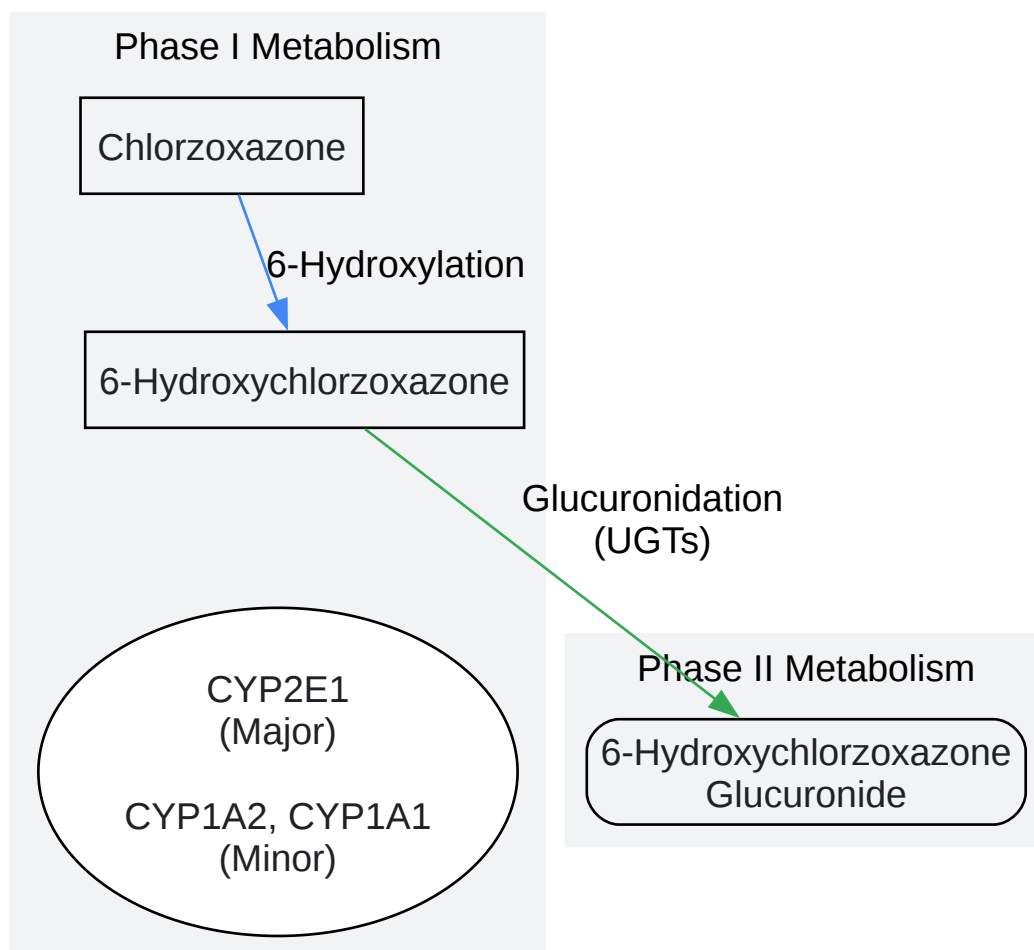 Phase I Metabolism
Chlorzoxazone
6-Hydroxylation
6-Hydroxychlorzoxazone
Glucuronidation
(UGTs)
CYP2E1
(Major)
CYP1A2, CYP1A1
(Minor)
Phase II Metabolism
6-Hydroxychlorzoxazone
Glucuronide